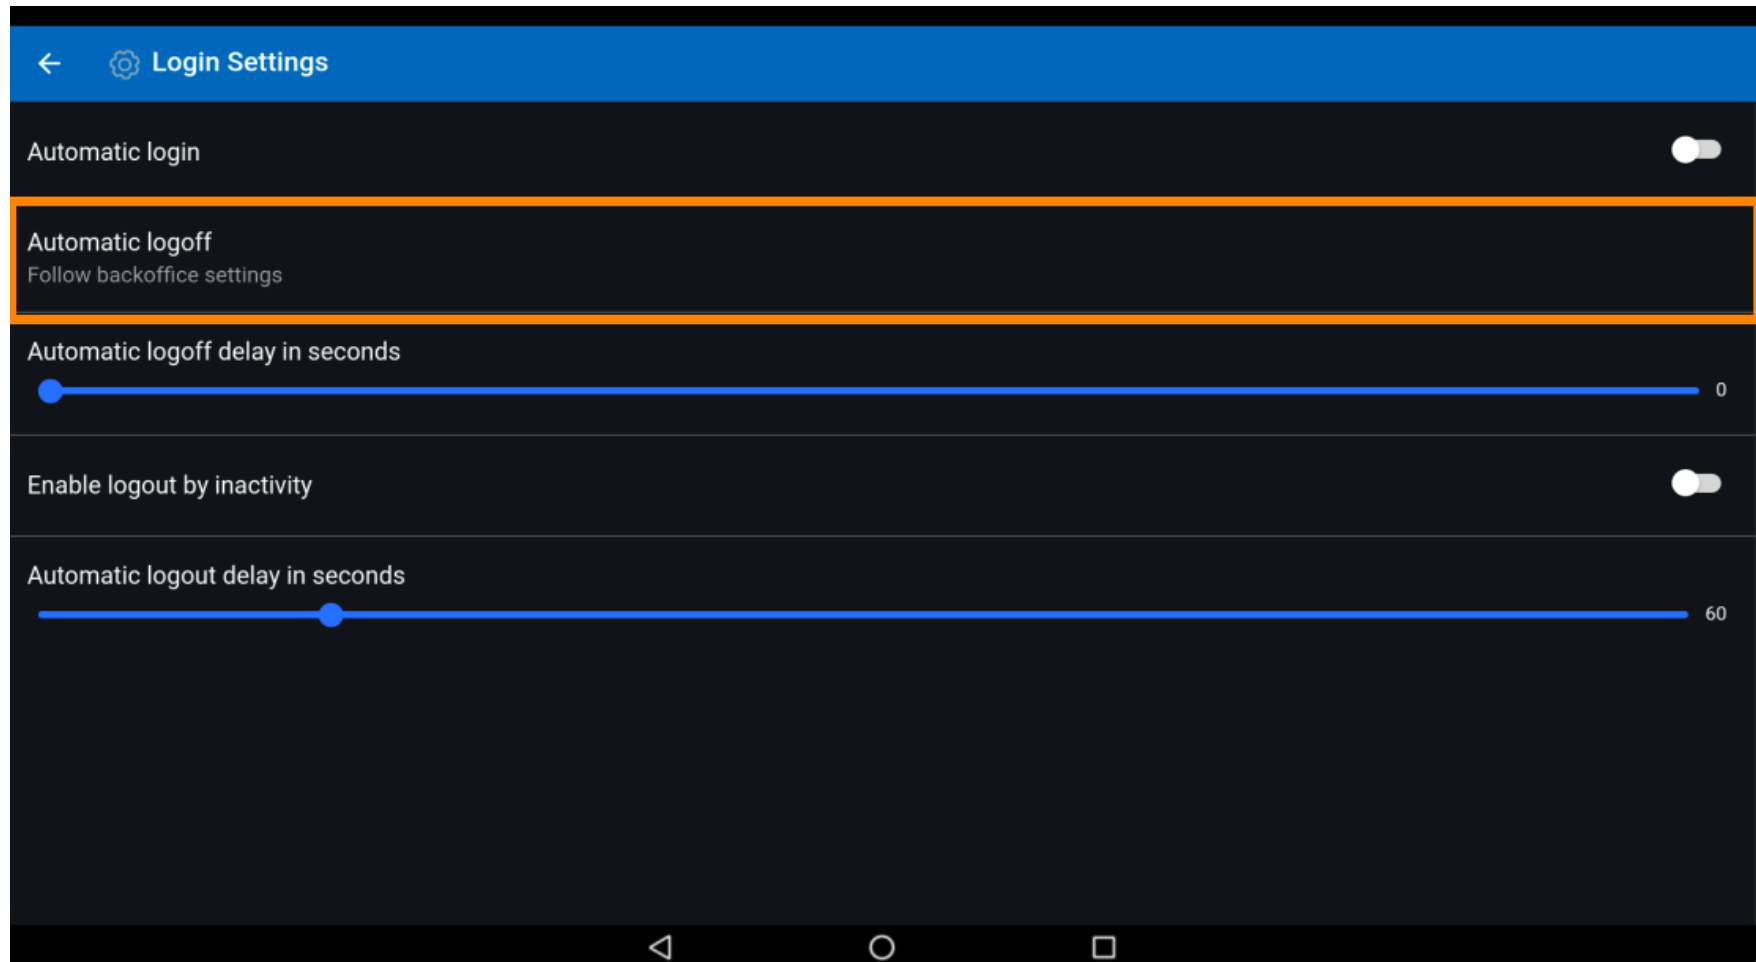 Login Settings
Automatic login
Automatic logoff
Follow backoffice settings
Automatic logoff delay in seconds
0
Enable logout by inactivity
Automatic logout delay in seconds
60